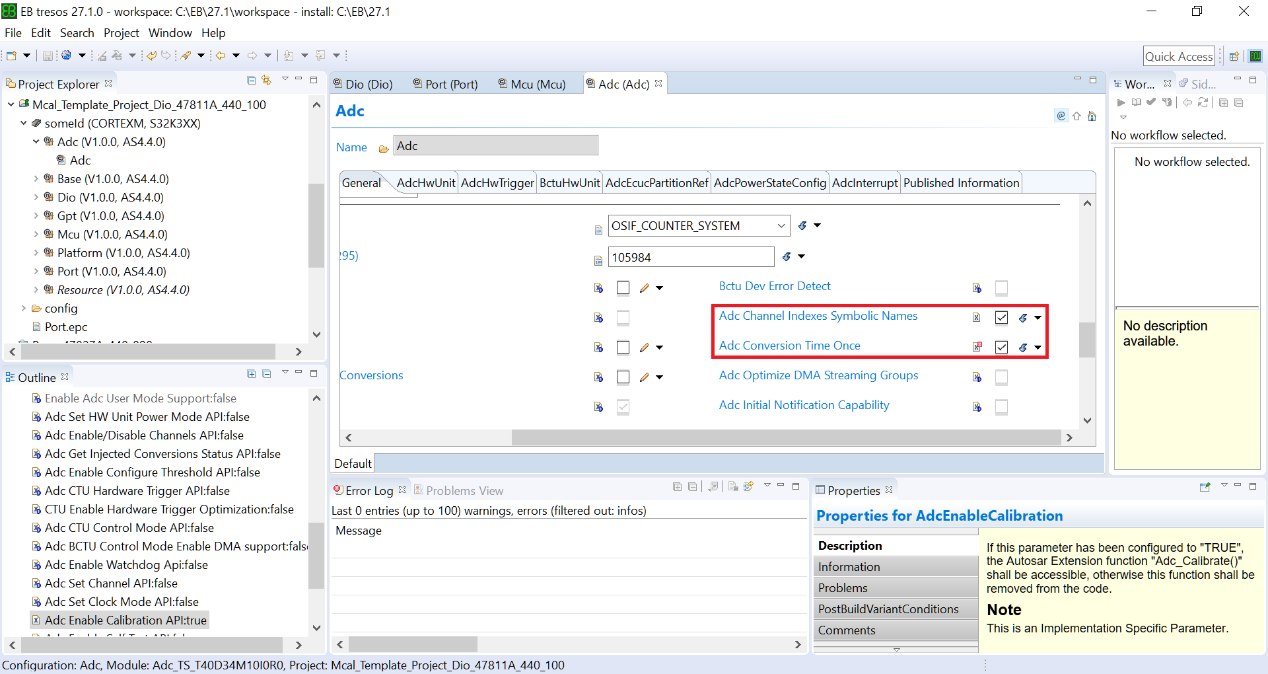 EB tresos 27.1.0 - workspace: C:\EB\27.1\workspace - install: C:\EB\27.1
File Edit Search Project Window Help
Quick Access
Project Explorer
Mcal_Template_Project_Dio_47811A_440_100
someId (CORTEXM, S32K3XX)
Adc (V1.0.0, AS4.4.0)
Adc
Base (V1.0.0, AS4.4.0)
Dio (V1.0.0, AS4.4.0)
Gpt (V1.0.0, AS4.4.0)
Mcu (V1.0.0, AS4.4.0)
Platform (V1.0.0, AS4.4.0)
Port (V1.0.0, AS4.4.0)
Resource (V1.0.0, AS4.4.0)
config
Port.epc
Outline
Enable Adc User Mode Support:false
Adc Set HW Unit Power Mode API:false
Adc Enable/Disable Channels API:false
Adc Get Injected Conversions Status API:false
Adc Enable Configure Threshold API:false
Adc CTU Hardware Trigger API:false
CTU Enable Hardware Trigger Optimization:false
Adc CTU Control Mode API:false
Adc BCTU Control Mode Enable DMA support:false
Adc Enable Watchdog Api:false
Adc Set Channel API:false
Adc Set Clock Mode API:false
Adc Enable Calibration API:true
Dio (Dio) Port (Port) Mcu (Mcu) Adc (Adc)
Adc
Name Adc
General AdcHwUnit AdcHwTrigger BctuHwUnit AdcEcucPartitionRef AdcPowerStateConfig AdcInterrupt Published Information
OSIF_COUNTER_SYSTEM
295) 105984
Bctu Dev Error Detect
Adc Channel Indexes Symbolic Names
Adc Conversion Time Once
Conversions Adc Optimize DMA Streaming Groups
Adc Initial Notification Capability
Default
Wor... Sid...
No workflow selected.
No workflow selected.
No description
available.
Error Log Problems View
Last 0 entries (up to 100) warnings, errors (filtered out: infos)
Message
Properties
Properties for AdcEnableCalibration
Description
Information
Problems
PostBuildVariantConditions
Comments
If this parameter has been configured to "TRUE",
the Autosar Extension function "Adc_Calibrate()"
shall be accessible, otherwise this function shall be
removed from the code.
Note
This is an Implementation Specific Parameter.
Configuration: Adc, Module: Adc_TS_T40D34M10I0R0, Project: Mcal_Template_Project_Dio_47811A_440_100